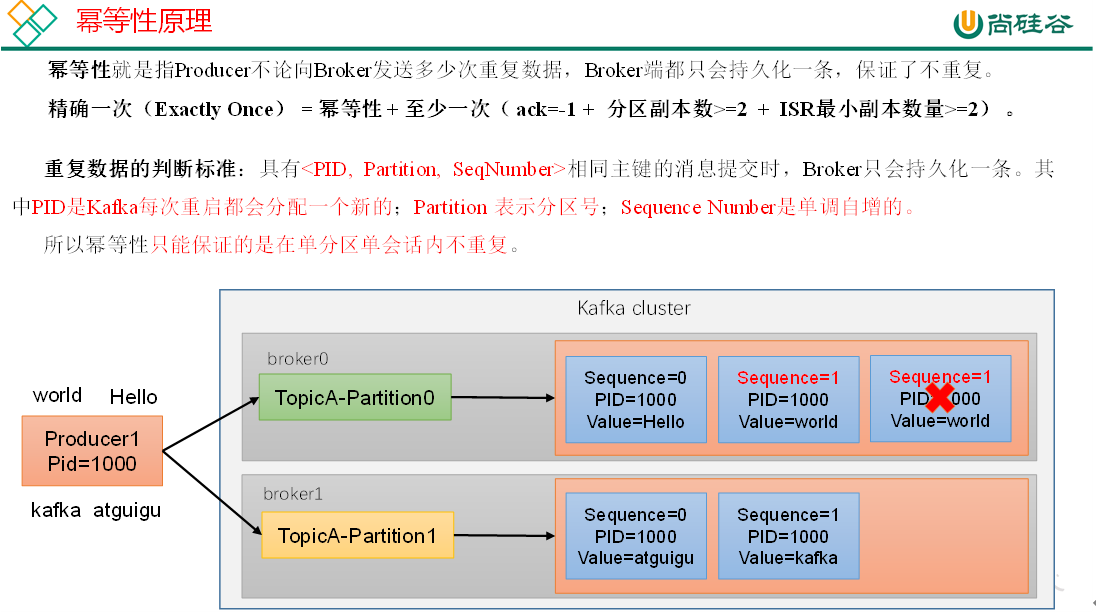 幂等性原理
尚硅谷
幂等性就是指Producer不论向Broker发送多少次重复数据，Broker端都只会持久化一条，保证了不重复。
精确一次（Exactly Once） = 幂等性 + 至少一次（ ack=-1 + 分区副本数>=2 + ISR最小副本数量>=2） 。
重复数据的判断标准：具有<PID, Partition, SeqNumber>相同主键的消息提交时，Broker只会持久化一条。其
中PID是Kafka每次重启都会分配一个新的；Partition 表示分区号；Sequence Number是单调自增的。
所以幂等性只能保证的是在单分区单会话内不重复。
Kafka cluster
broker0
TopicA-Partition0
Sequence=0
PID=1000
Value=Hello
Sequence=1
PID=1000
Value=world
Sequence=1
PID=1000
Value=world
world Hello
Producer1
Pid=1000
kafka atguigu
broker1
TopicA-Partition1
Sequence=0
PID=1000
Value=atguigu
Sequence=1
PID=1000
Value=kafka